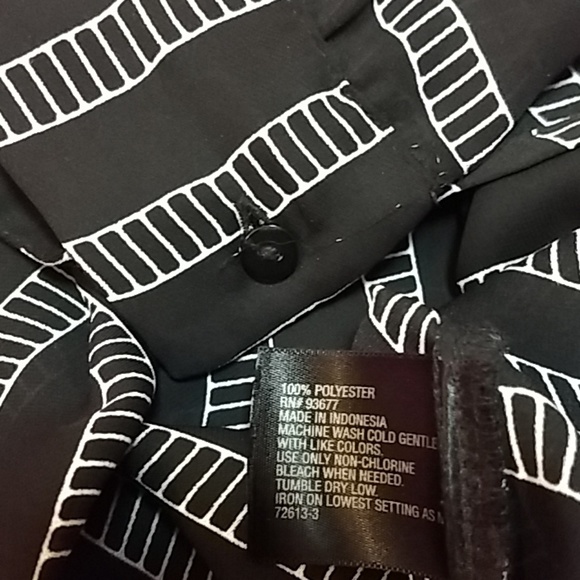 100% POLYESTER
RN# 93677
MADE IN INDONESIA
MACHINE WASH COLD GENTLE
WITH LIKE COLORS.
USE ONLY NON-CHLORINE
BLEACH WHEN NEEDED.
TUMBLE DRY LOW.
IRON ON LOWEST SETTING AS
72613-3